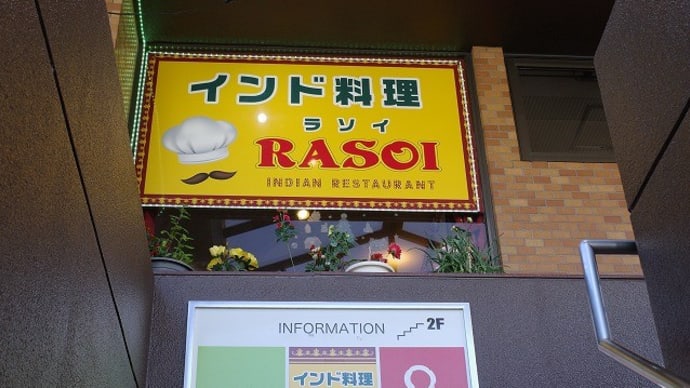 インド料理
ラソイ
RASOI
INDIAN RESTAURANT
INFORMATION 2F
インド料理